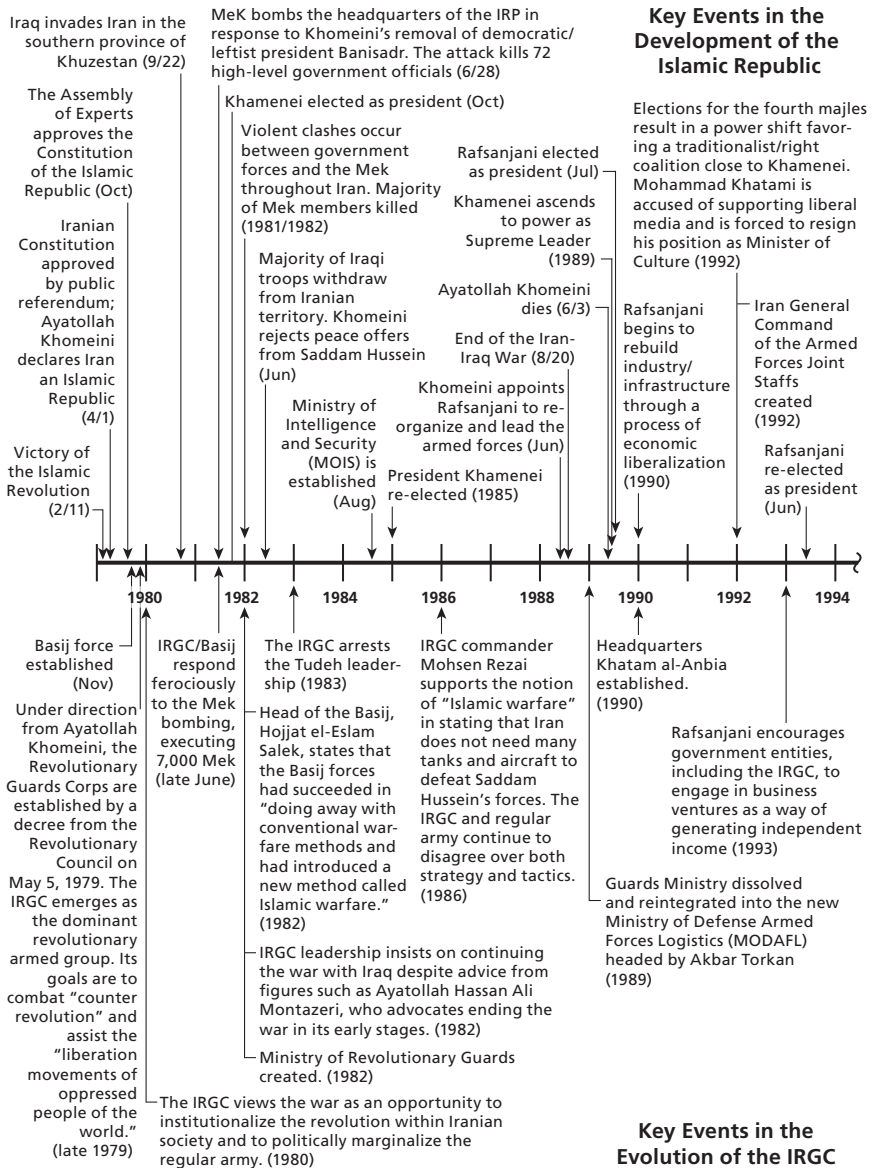 Key Events in the
Development of the
Islamic Republic
Iraq invades Iran in the
southern province of
Khuzestan (9/22)
MeK bombs the headquarters of the IRP in
response to Khomeini’s removal of democratic/
leftist president Banisadr. The attack kills 72
high-level government officials (6/28)
The Assembly
of Experts
approves the
Constitution
of the Islamic
Republic (Oct)
Khamenei elected as president (Oct)
Violent clashes occur
between government
forces and the Mek
throughout Iran. Majority
of Mek members killed
(1981/1982)
Rafsanjani elected
as president (Jul)
Khamenei ascends
to power as
Supreme Leader
(1989)
Elections for the fourth majles
result in a power shift favor-
ing a traditionalist/right
coalition close to Khamenei.
Mohammad Khatami is
accused of supporting liberal
media and is forced to resign
his position as Minister of
Culture (1992)
Iranian
Constitution
approved
by public
referendum;
Ayatollah
Khomeini
declares Iran
an Islamic
Republic
(4/1)
Majority of Iraqi
troops withdraw
from Iranian
territory. Khomeini
rejects peace offers
from Saddam Hussein
(Jun)
Ayatollah Khomeini
dies (6/3)
End of the Iran-
Iraq War (8/20)
Rafsanjani
begins to
rebuild
industry/
infrastructure
through a
process of
economic
liberalization
(1990)
Iran General
Command
of the Armed
Forces Joint
Staffs
created
(1992)
Khomeini appoints
Rafsanjani to re-
organize and lead the
armed forces (Jun)
Ministry of
Intelligence
and Security
(MOIS) is
established
(Aug)
Victory of
the Islamic
Revolution
(2/11)
President Khamenei
re-elected (1985)
Rafsanjani
re-elected
as president
(Jun)
1980
1982
1984
1986
1988
1990
1992
1994
Basij force
established
(Nov)
IRGC/Basij
respond
ferociously
to the Mek
bombing,
executing
7,000 Mek
(late June)
The IRGC arrests
the Tudeh leader-
ship (1983)
IRGC commander
Mohsen Rezai
supports the notion
of “Islamic warfare”
in stating that Iran
does not need many
tanks and aircraft to
defeat Saddam
Hussein’s forces. The
IRGC and regular
army continue to
disagree over both
strategy and tactics.
(1986)
Headquarters
Khatam al-Anbia
established.
(1990)
Under direction
from Ayatollah
Khomeini, the
Revolutionary
Guards Corps are
established by a
decree from the
Revolutionary
Council on
May 5, 1979. The
IRGC emerges as
the dominant
revolutionary
armed group. Its
goals are to
combat “counter
revolution” and
assist the
“liberation
movements of
oppressed
people of the
world.”
(late 1979)
Head of the Basij,
Hojjat el-Eslam
Salek, states that
the Basij forces
had succeeded in
“doing away with
conventional war-
fare methods and
had introduced a
new method called
Islamic warfare.”
(1982)
Rafsanjani encourages
government entities,
including the IRGC, to
engage in business
ventures as a way of
generating independent
income (1993)
Guards Ministry dissolved
and reintegrated into the new
Ministry of Defense Armed
Forces Logistics (MODAFL)
headed by Akbar Torkan
(1989)
IRGC leadership insists on continuing
the war with Iraq despite advice from
figures such as Ayatollah Hassan Ali
Montazeri, who advocates ending the
war in its early stages. (1982)
Ministry of Revolutionary Guards
created. (1982)
The IRGC views the war as an opportunity to
institutionalize the revolution within Iranian
society and to politically marginalize the
regular army. (1980)
Key Events in the
Evolution of the IRGC